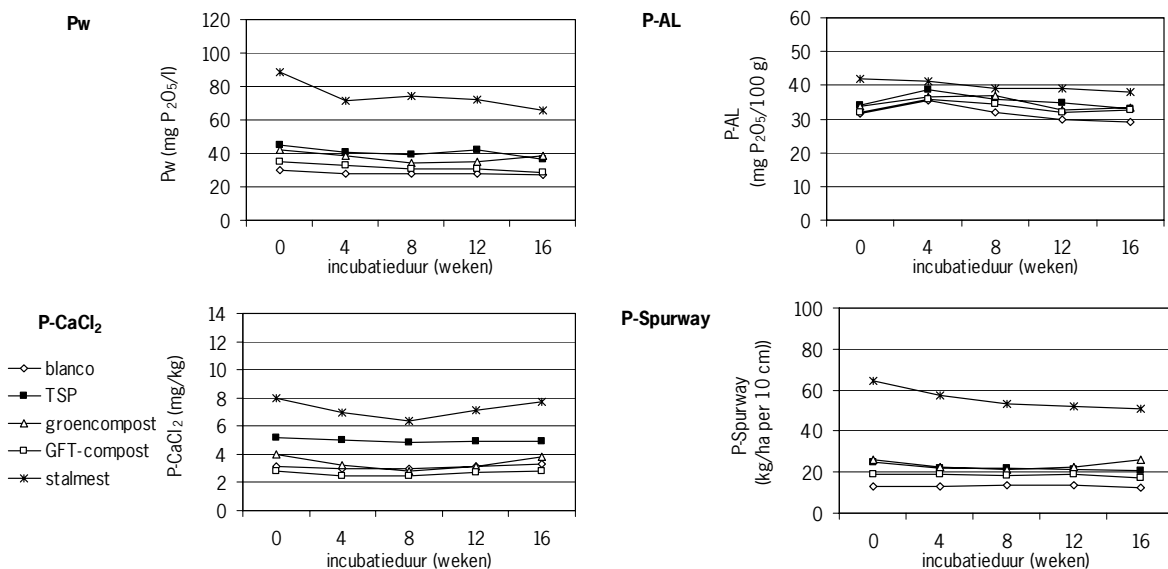 Pw
Pw (mg P₂O₅/l)
120
100
80
60
40
20
0
0 4 8 12 16
incubatieduur (weken)
P-AL
P-AL
(mg P₂O₅/100 g)
60
50
40
30
20
10
0
0 4 8 12 16
incubatieduur (weken)
P-CaCl₂
blanco
TSP
groencompost
GFT-compost
stalmest
P-CaCl₂ (mg/kg)
14
12
10
8
6
4
2
0
0 4 8 12 16
incubatieduur (weken)
P-Spurway
P-Spurway
(kg/ha per 10 cm))
100
80
60
40
20
0
0 4 8 12 16
incubatieduur (weken)